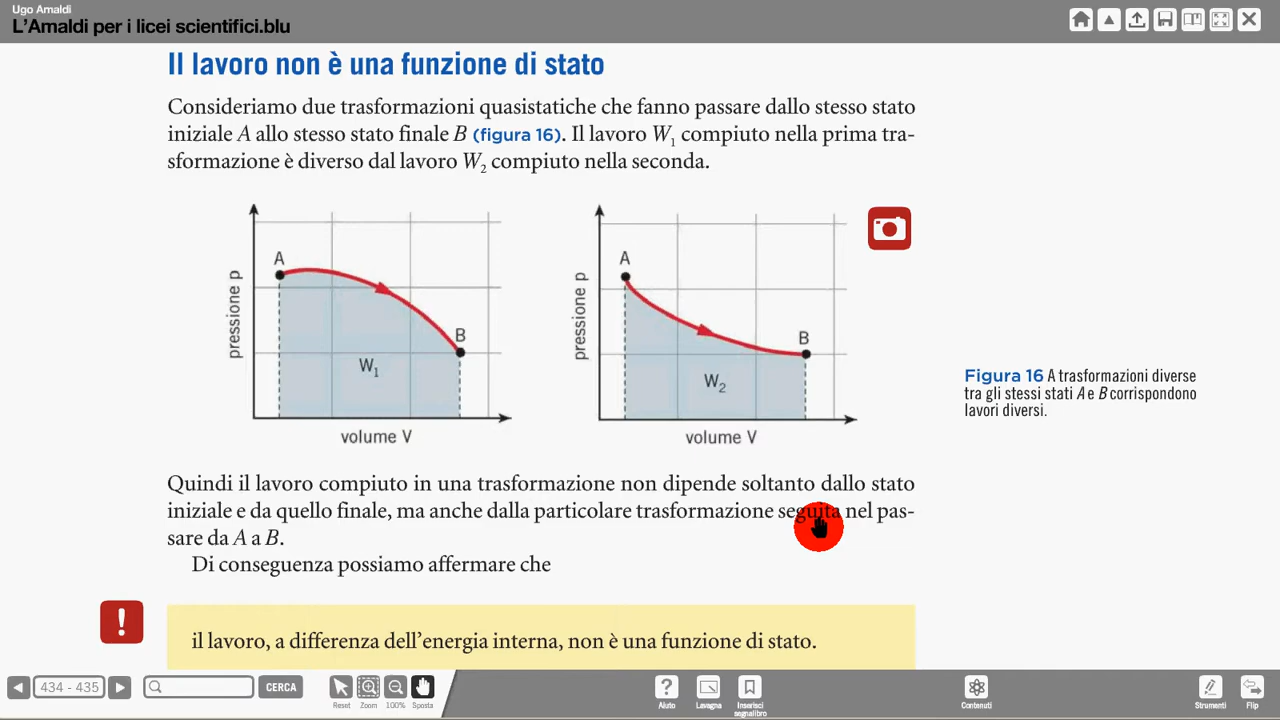 Ugo Amaldi
L'Amaldi per i licei scientifici.blu
Il lavoro non è una funzione di stato
Consideriamo due trasformazioni quasistatiche che fanno passare dallo stesso stato
iniziale A allo stesso stato finale B (figura 16). Il lavoro W₁ compiuto nella prima tra-
sformazione è diverso dal lavoro W₂ compiuto nella seconda.
pressione p
A
B
W₁
volume V
pressione p
A
B
W₂
volume V
Figura 16 A trasformazioni diverse
tra gli stessi stati A e B corrispondono
lavori diversi.
Quindi il lavoro compiuto in una trasformazione non dipende soltanto dallo stato
iniziale e da quello finale, ma anche dalla particolare trasformazione seguita nel pas-
sare da A a B.
Di conseguenza possiamo affermare che
!
il lavoro, a differenza dell'energia interna, non è una funzione di stato.
434 - 435
CERCA
Reset
Zoom
100%
Sposta
?
Aiuto
Lavagna
Inserisci
segnalibro
Contenuti
Strumenti
Flip